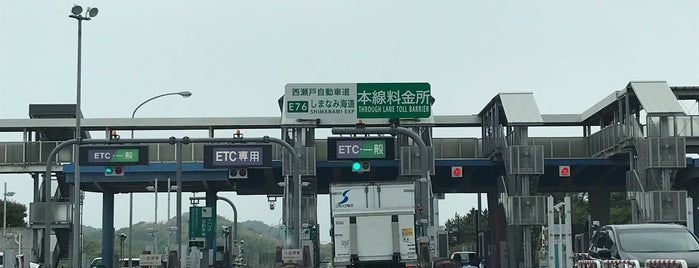 西瀬戸自動車道
E76 しまなみ海道
SHIMANAMI EXP
本線料金所
THROUGH LANE TOLL BARRIER
ETC・一般
ETC専用
ETC・一般